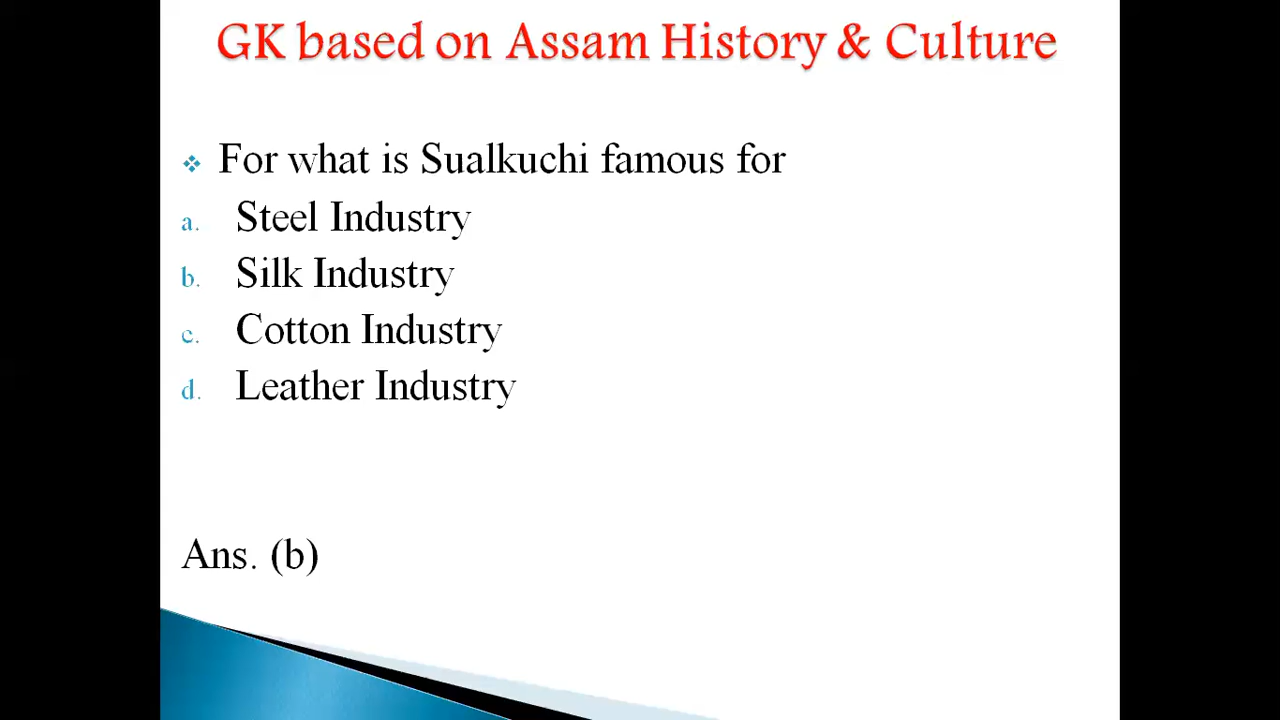 GK based on Assam History & Culture
❖ For what is Sualkuchi famous for
a. Steel Industry
b. Silk Industry
c. Cotton Industry
d. Leather Industry
Ans. (b)